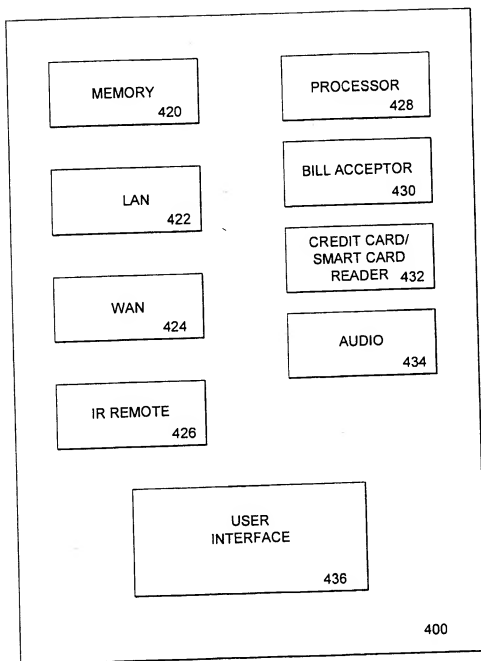 MEMORY
420
LAN
422
WAN
424
IR REMOTE
426
PROCESSOR
428
BILL ACCEPTOR
430
CREDIT CARD/
SMART CARD
READER 432
AUDIO
434
USER
INTERFACE
436
400